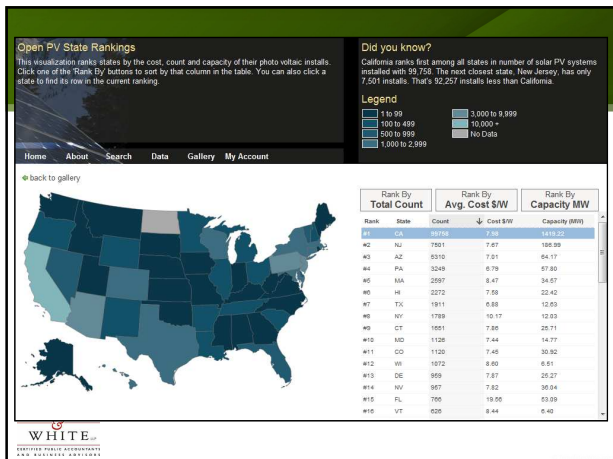 Open PV State Rankings
This visualization ranks states by the cost, count and capacity of their photo voltaic installs.
Click one of the 'Rank By' buttons to sort by that column in the table. You can also click a
state to find its row in the current ranking.
Did you know?
California ranks first among all states in number of solar PV systems
installed with 99,758. The next closest state, New Jersey, has only
7,501 installs. That's 92,257 installs less than California.
Legend
1 to 99
100 to 499
500 to 999
1,000 to 2,999
3,000 to 9,999
10,000 +
No Data
Home About Search Data Gallery My Account
back to gallery
Rank By Total Count
Rank By Avg. Cost $/W
Rank By Capacity MW
Rank State Count Cost $/W Capacity (MW)
#1 CA 99758
#2 NJ 7501 7.67 186.99
#3 AZ 5310 7.01 64.17
#4 PA 3249 6.79 57.80
#5 MA 2597 8.47 34.57
#6 HI 2272 7.58 22.42
#7 TX 1911 6.88 12.63
#8 NY 1789 10.17 12.03
#9 CT 1651 7.86 25.71
#10 MD 1126 7.44 14.77
#11 CO 1120 7.45 30.92
#12 WI 1072 8.60 6.51
#13 DE 959 7.87 25.27
#14 NV 957 7.82 36.04
#15 FL 766 19.56 53.09
#16 VT 626 8.44 6.40
&
WHITE LLP
CERTIFIED PUBLIC ACCOUNTANTS
AND BUSINESS ADVISORS